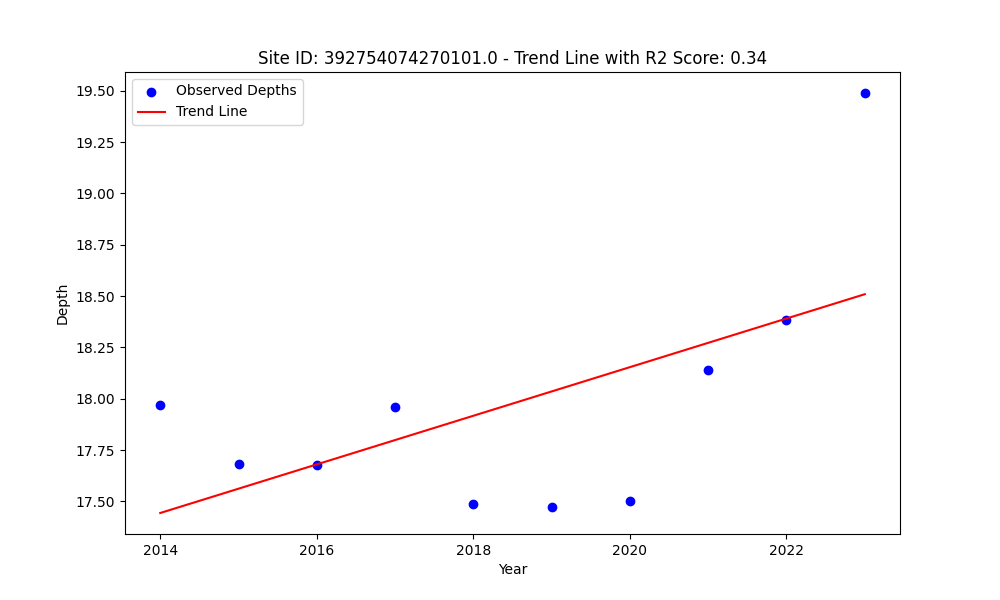 Site ID: 392754074270101.0 - Trend Line with R2 Score: 0.34
Observed Depths
Trend Line
19.50
19.25
19.00
18.75
18.50
18.25
18.00
17.75
17.50
Depth
2014
2016
2018
2020
2022
Year